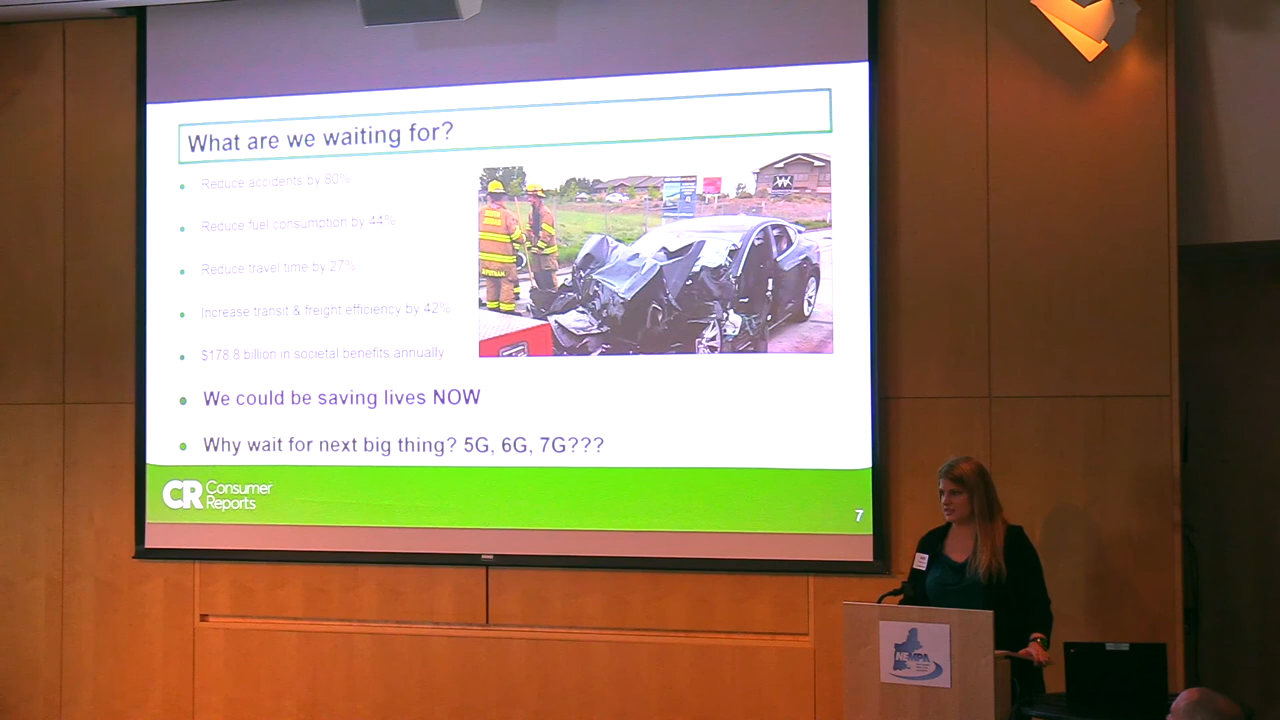 What are we waiting for?
Reduce accidents by 80%
Reduce fuel consumption by 44%
Reduce travel time by 27%
Increase transit & freight efficiency by 42%
$178.8 billion in societal benefits annually
We could be saving lives NOW
Why wait for next big thing? 5G, 6G, 7G???
CR Consumer
Reports
7
NEMPA